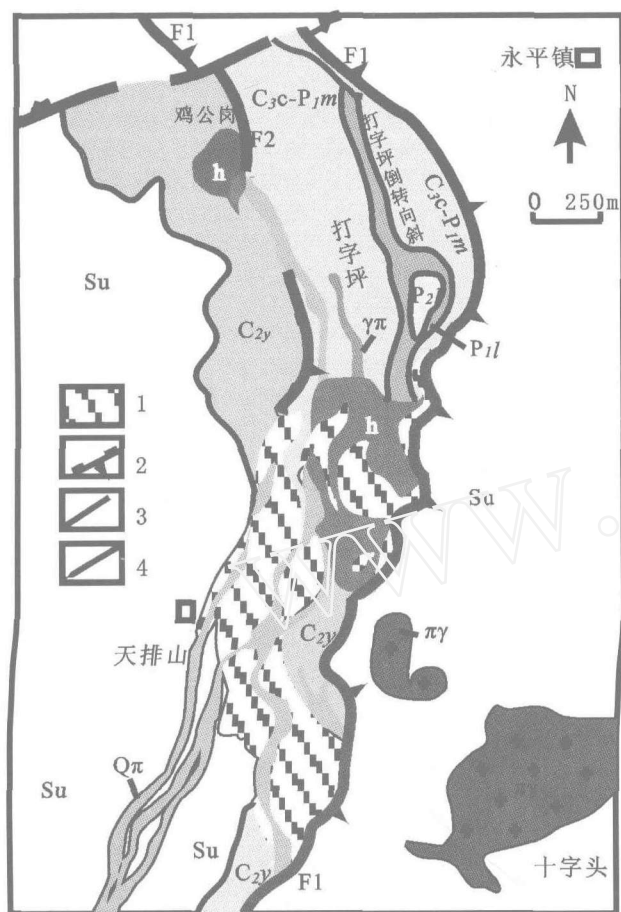 F1
F1
永平镇
C₃c-P₁m
N
鸡公岗
F2
打字坪倒转向斜
h
C₃c-P₁m
0 250m
打字坪
Su
P₂l
C₂y
γπ
P₁l
1
h
2
Su
3
WWW.
4
C₂y
πγ
天排山
Qπ
Su
Su
十字头
C₂y
F1